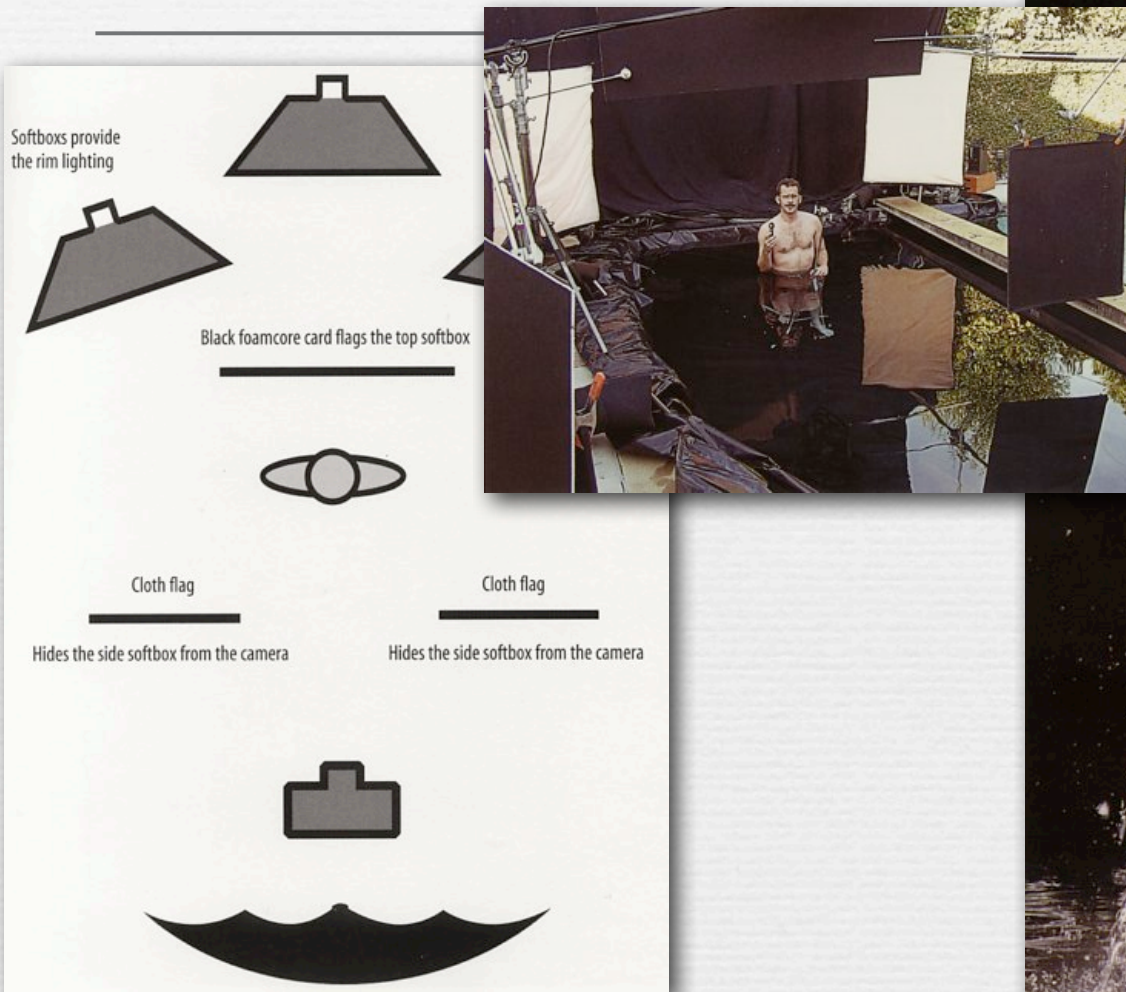 Softboxs provide
the rim lighting
Black foamcore card flags the top softbox
Cloth flag
Cloth flag
Hides the side softbox from the camera
Hides the side softbox from the camera